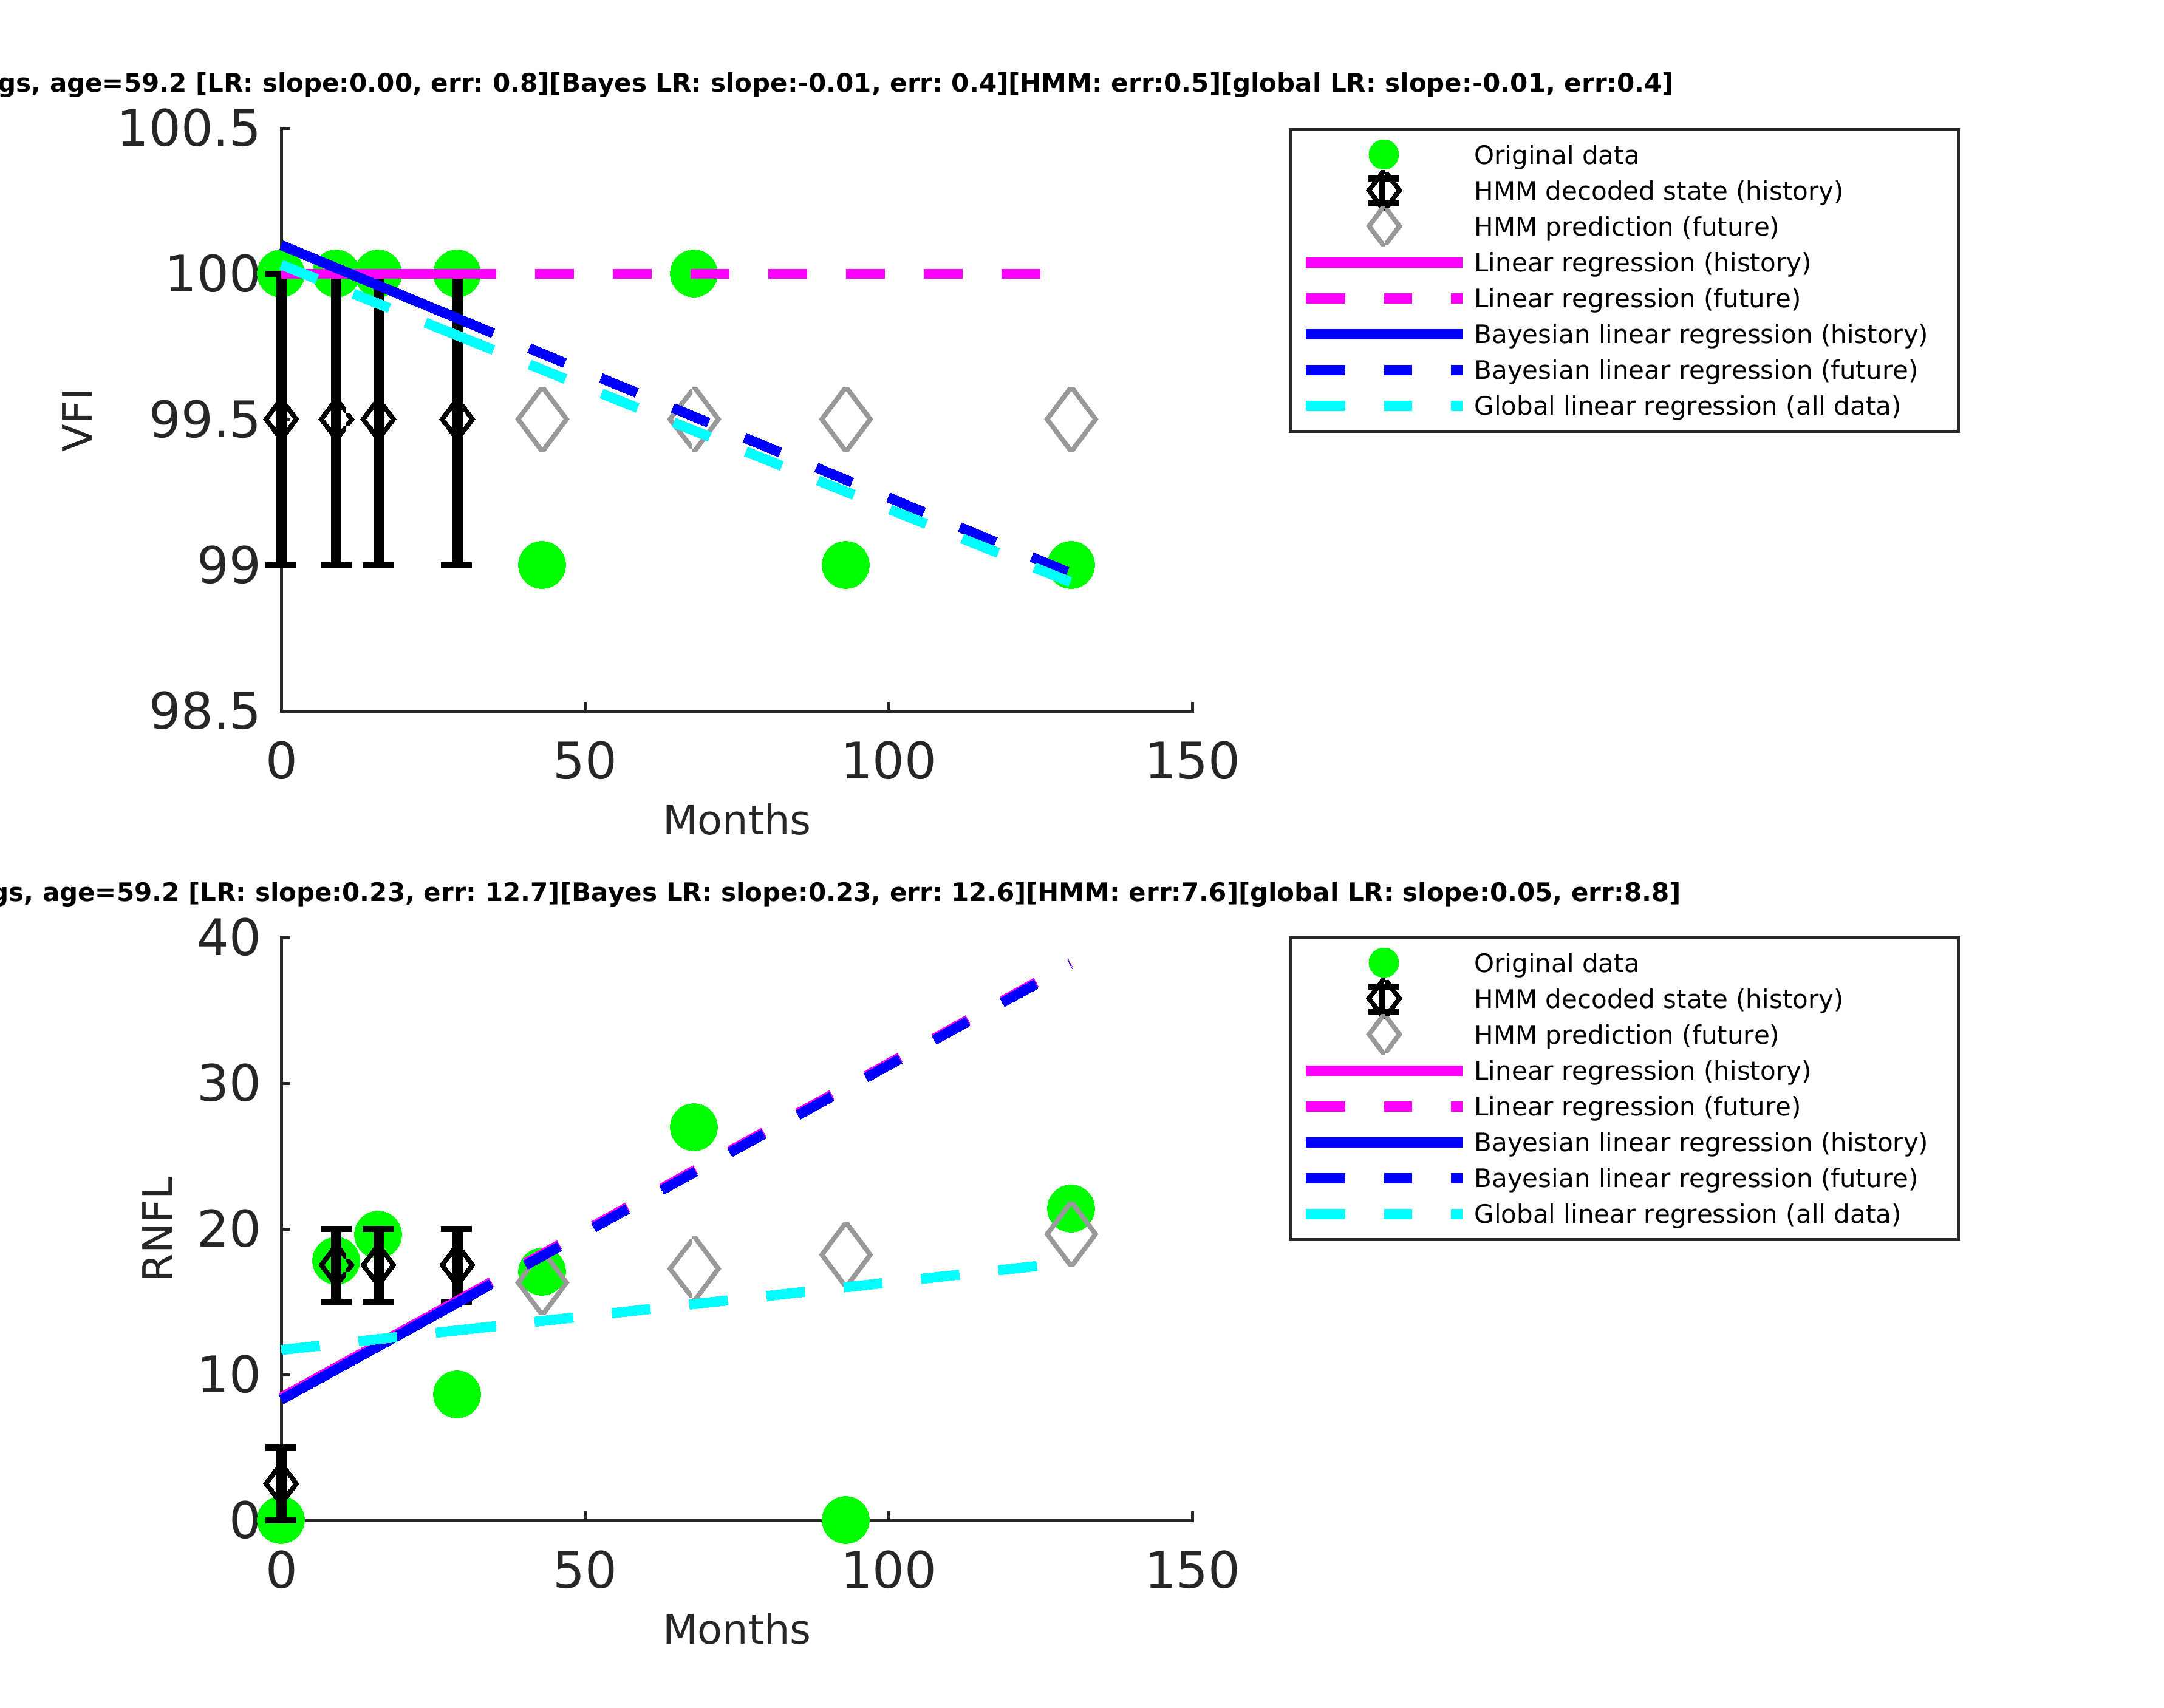 gs, age=59.2 [LR: slope:0.00, err: 0.8][Bayes LR: slope:-0.01, err: 0.4][HMM: err:0.5][global LR: slope:-0.01, err:0.4]
100.5
100
99.5
99
98.5
VFI
0 50 100 150
Months
Original data
HMM decoded state (history)
HMM prediction (future)
Linear regression (history)
Linear regression (future)
Bayesian linear regression (history)
Bayesian linear regression (future)
Global linear regression (all data)
gs, age=59.2 [LR: slope:0.23, err: 12.7][Bayes LR: slope:0.23, err: 12.6][HMM: err:7.6][global LR: slope:0.05, err:8.8]
40
30
20
10
0
RNFL
0 50 100 150
Months
Original data
HMM decoded state (history)
HMM prediction (future)
Linear regression (history)
Linear regression (future)
Bayesian linear regression (history)
Bayesian linear regression (future)
Global linear regression (all data)